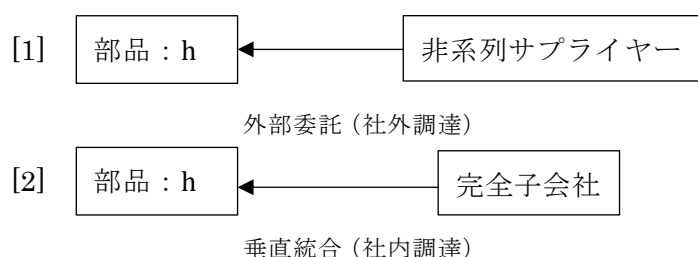 [1] 部品：h 非系列サプライヤー
外部委託（社外調達）
[2] 部品：h 完全子会社
垂直統合（社内調達）